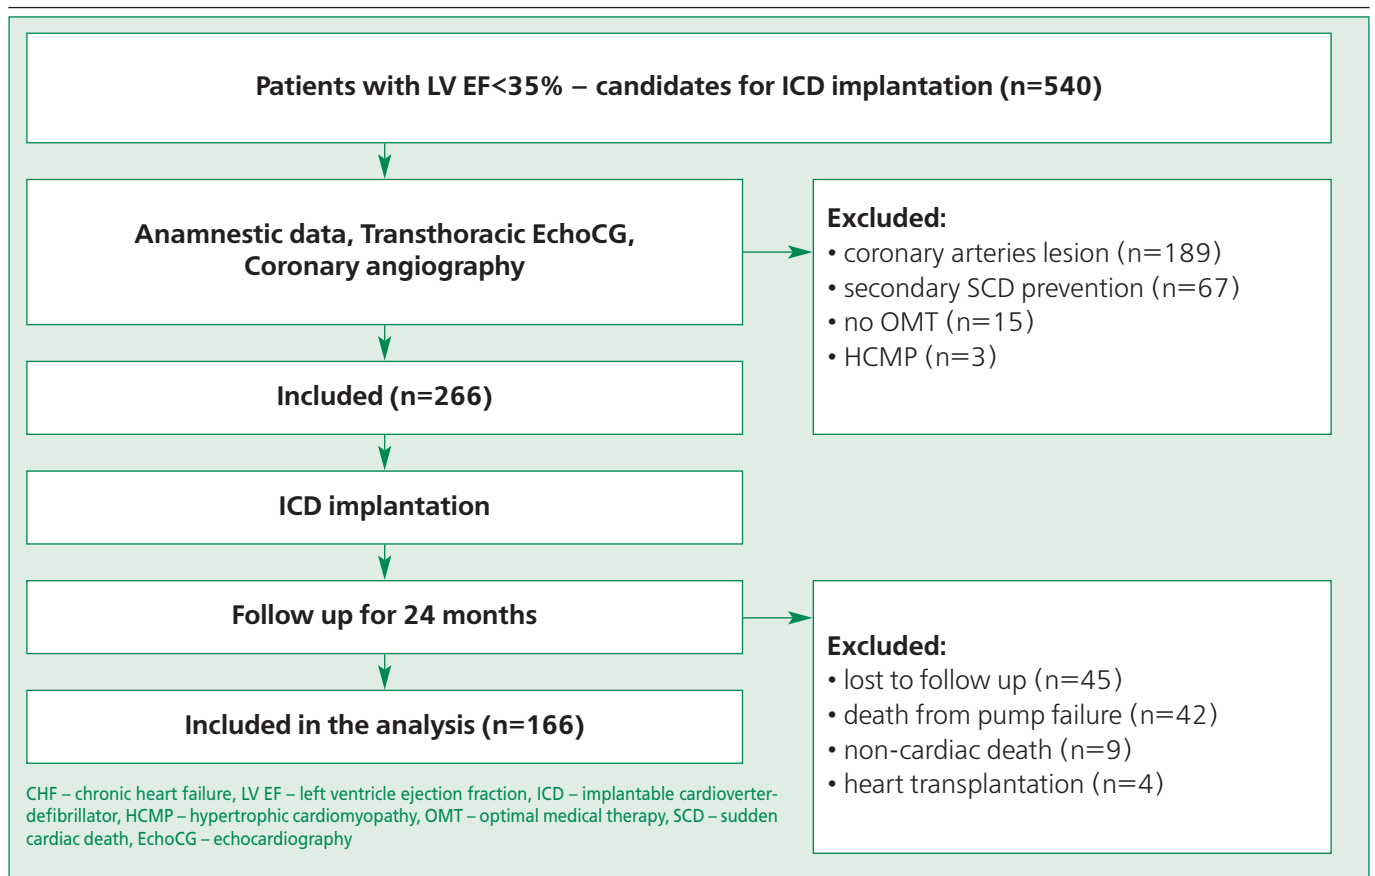 Patients with LV EF<35% – candidates for ICD implantation (n=540)
Anamnestic data, Transthoracic EchoCG,
Coronary angiography
Excluded:
• coronary arteries lesion (n=189)
• secondary SCD prevention (n=67)
• no OMT (n=15)
• HCMP (n=3)
Included (n=266)
ICD implantation
Follow up for 24 months
Excluded:
• lost to follow up (n=45)
• death from pump failure (n=42)
• non-cardiac death (n=9)
• heart transplantation (n=4)
Included in the analysis (n=166)
CHF – chronic heart failure, LV EF – left ventricle ejection fraction, ICD – implantable cardioverter-
defibrillator, HCMP – hypertrophic cardiomyopathy, OMT – optimal medical therapy, SCD – sudden
cardiac death, EchoCG – echocardiography